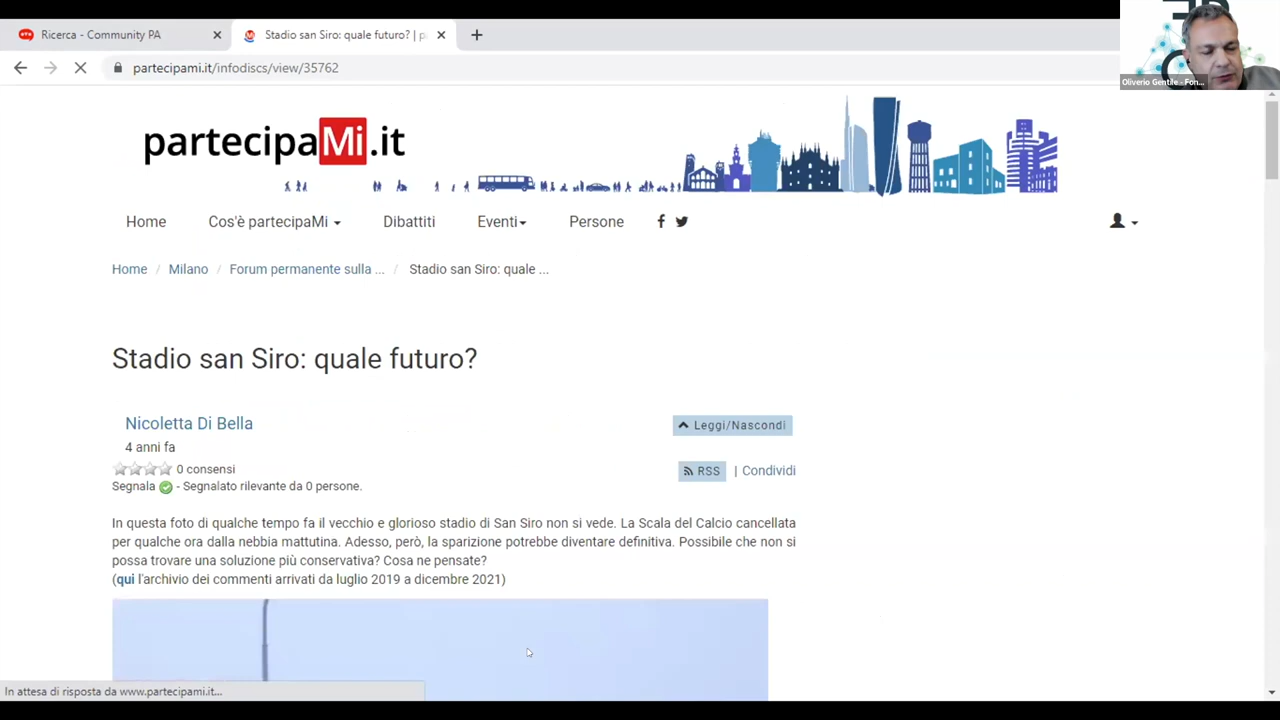 Ricerca - Community PA
Stadio san Siro: quale futuro? | p
partecipami.it/infodiscs/view/35762
Oliverio Gentile - Fon...
partecipaMi.it
Home Cos'è partecipaMi Dibattiti Eventi Persone
Home / Milano / Forum permanente sulla ... / Stadio san Siro: quale ...
Stadio san Siro: quale futuro?
Nicoletta Di Bella
Leggi/Nascondi
4 anni fa
0 consensi
RSS | Condividi
Segnala - Segnalato rilevante da 0 persone.
In questa foto di qualche tempo fa il vecchio e glorioso stadio di San Siro non si vede. La Scala del Calcio cancellata
per qualche ora dalla nebbia mattutina. Adesso, però, la sparizione potrebbe diventare definitiva. Possibile che non si
possa trovare una soluzione più conservativa? Cosa ne pensate?
(qui l'archivio dei commenti arrivati da luglio 2019 a dicembre 2021)
In attesa di risposta da www.partecipami.it...